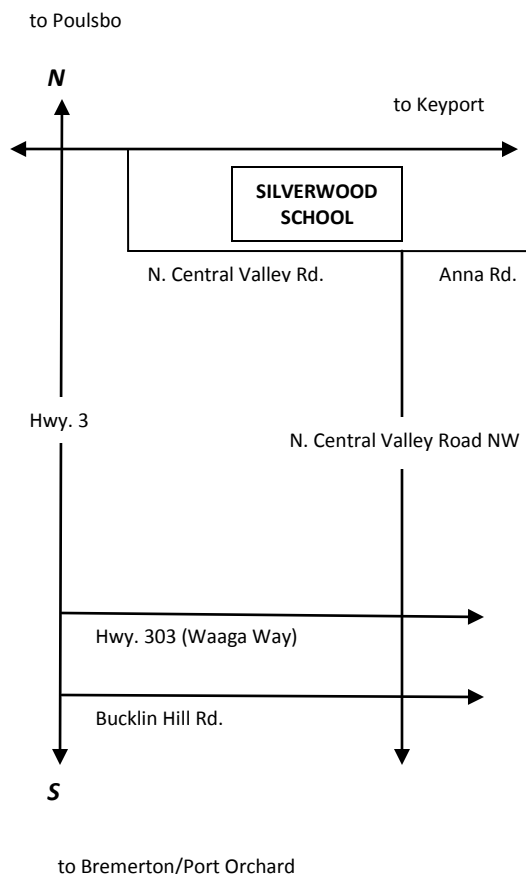 to Poulsbo
N
to Keyport
SILVERWOOD
SCHOOL
N. Central Valley Rd.
Anna Rd.
Hwy. 3
N. Central Valley Road NW
Hwy. 303 (Waaga Way)
Bucklin Hill Rd.
S
to Bremerton/Port Orchard